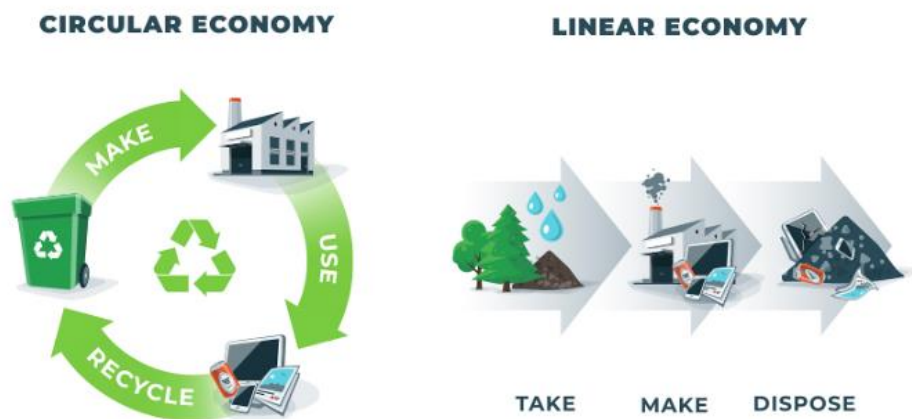 CIRCULAR ECONOMY
MAKE
USE
RECYCLE
LINEAR ECONOMY
TAKE
MAKE
DISPOSE